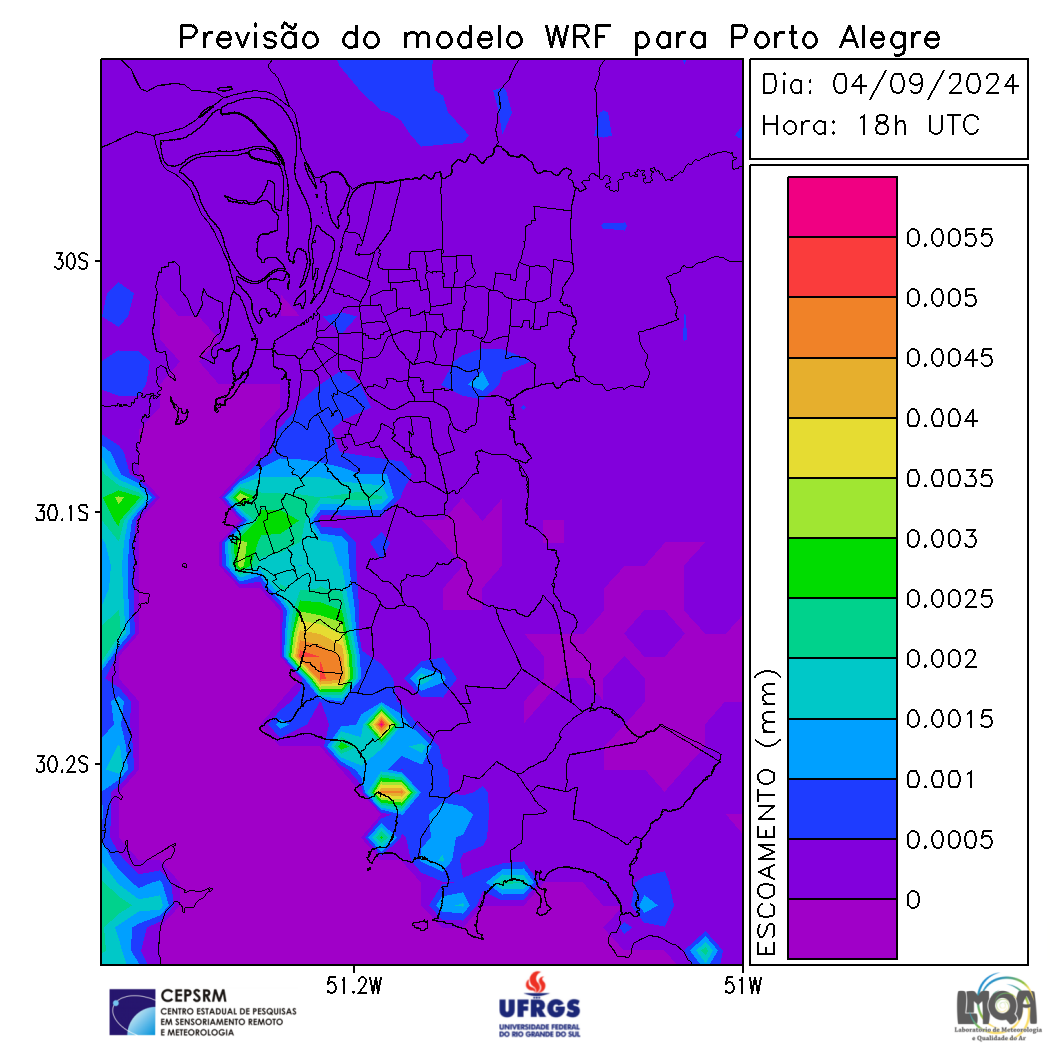 Previsão do modelo WRF para Porto Alegre
Dia: 04/09/2024
Hora: 18h UTC
30S
30.1S
30.2S
51.2W
51W
ESCOAMENTO (mm)
0.0055
0.005
0.0045
0.004
0.0035
0.003
0.0025
0.002
0.0015
0.001
0.0005
0
CEPSRM
CENTRO ESTADUAL DE PESQUISAS
EM SENSORIAMENTO REMOTO
E METEOROLOGIA
UFRGS
UNIVERSIDADE FEDERAL
DO RIO GRANDE DO SUL
LMQA
Laboratório de Meteorologia
e Qualidade do Ar